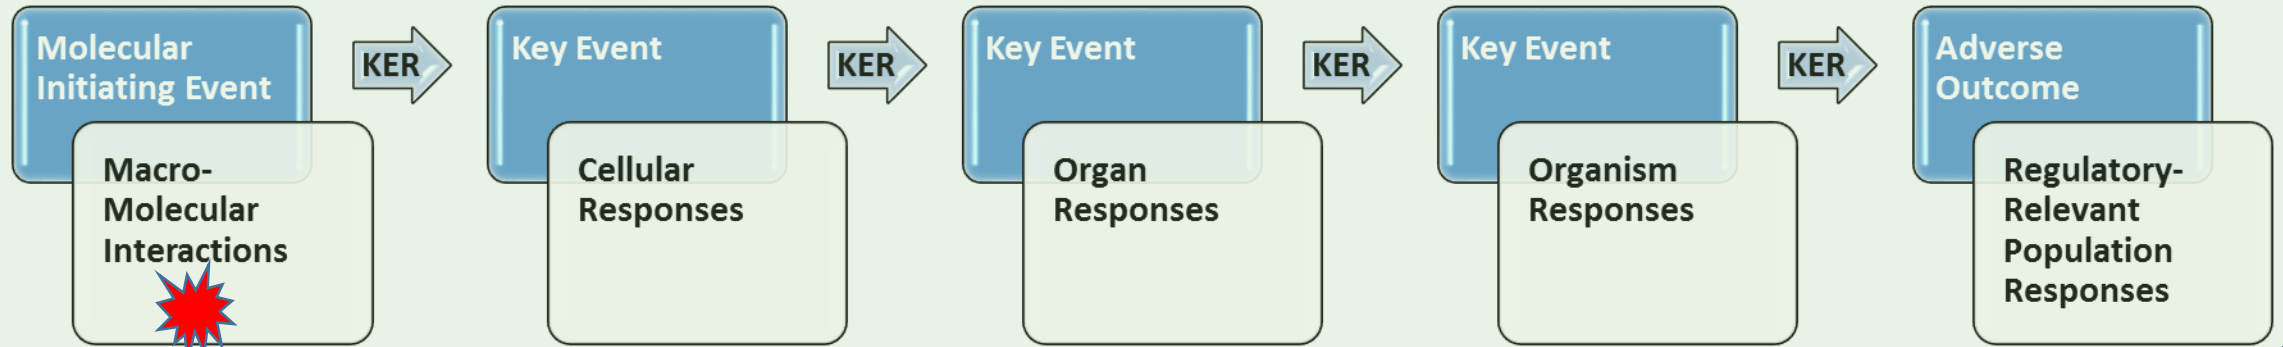 Molecular
Initiating Event
Macro-
Molecular
Interactions
KER
Key Event
Cellular
Responses
KER
Key Event
Organ
Responses
KER
Key Event
Organism
Responses
KER
Adverse
Outcome
Regulatory-
Relevant
Population
Responses